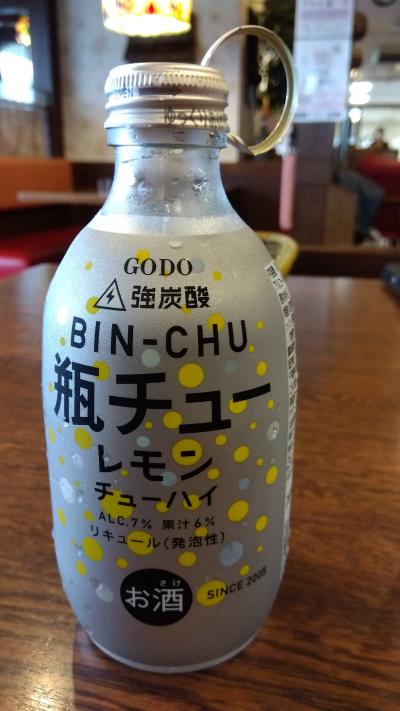 GODO
強炭酸
BIN-CHU
瓶チュー
レモン
チューハイ
ALC.7% 果汁6%
リキュール(発泡性)
さけ
お酒
SINCE 2005